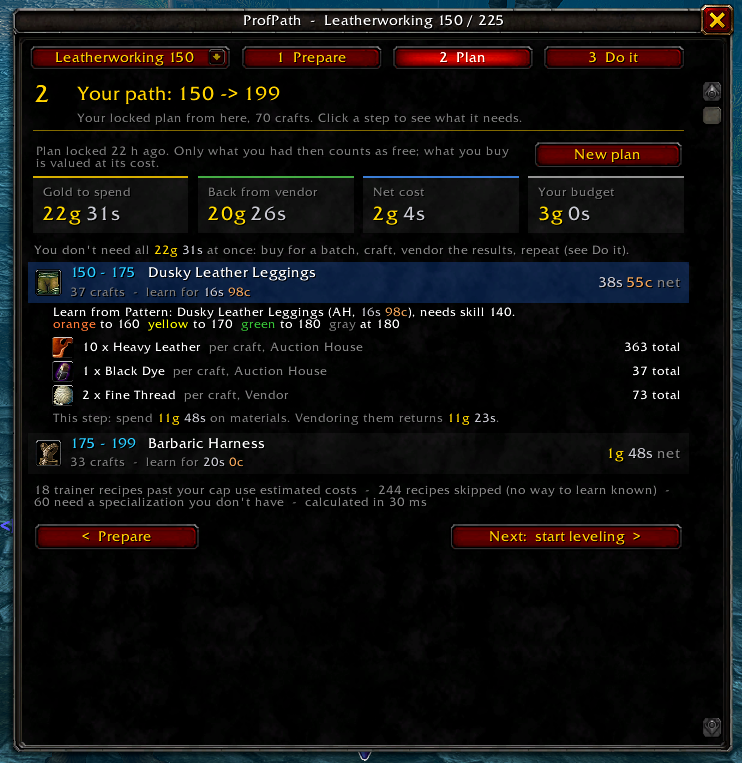 ProfPath - Leatherworking 150 / 225
Leatherworking 150
1 Prepare
2 Plan
3 Do it
2 Your path: 150 -> 199
Your locked plan from here, 70 crafts. Click a step to see what it needs.
Plan locked 22 h ago. Only what you had then counts as free; what you buy
is valued at its cost.
New plan
Gold to spend
22g 31s
Back from vendor
20g 26s
Net cost
2g 4s
Your budget
3g 0s
You don't need all 22g 31s at once: buy for a batch, craft, vendor the results, repeat (see Do it).
150 - 175 Dusky Leather Leggings
37 crafts - learn for 16s 98c
38s 55c net
Learn from Pattern: Dusky Leather Leggings (AH, 16s 98c), needs skill 140.
orange to 160 yellow to 170 green to 180 gray at 180
10 x Heavy Leather per craft, Auction House 363 total
1 x Black Dye per craft, Auction House 37 total
2 x Fine Thread per craft, Vendor 73 total
This step: spend 11g 48s on materials. Vendoring them returns 11g 23s.
175 - 199 Barbaric Harness
33 crafts - learn for 20s 0c
1g 48s net
18 trainer recipes past your cap use estimated costs - 244 recipes skipped (no way to learn known) -
60 need a specialization you don't have - calculated in 30 ms
< Prepare
Next: start leveling >